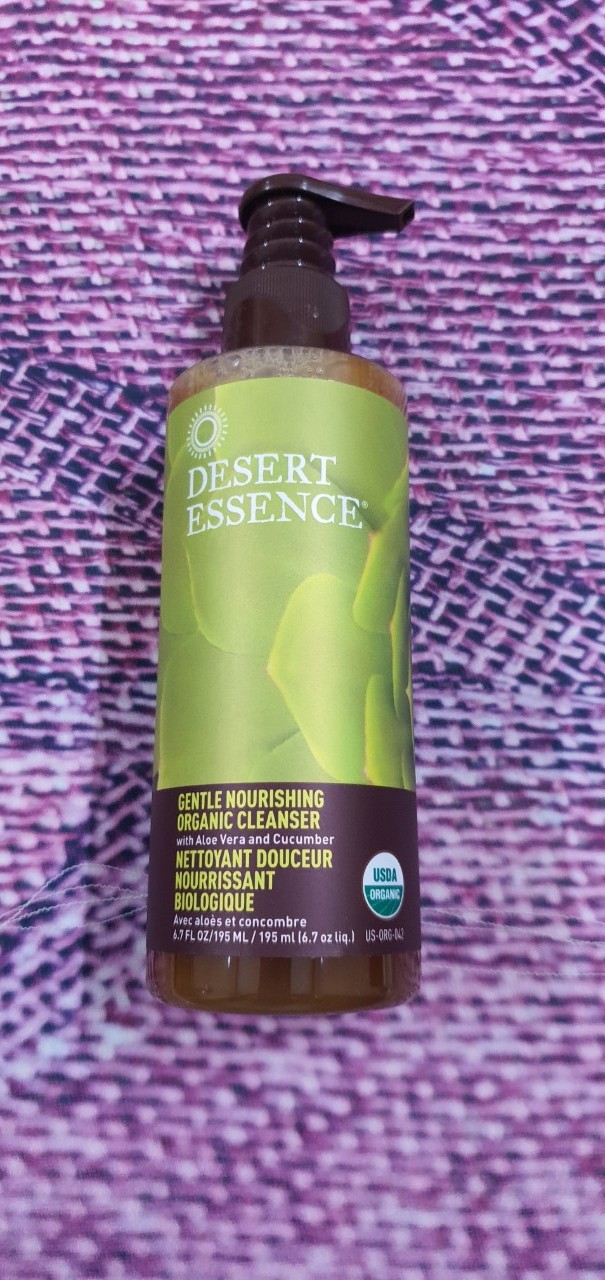 DESERT
ESSENCE®
GENTLE NOURISHING
ORGANIC CLEANSER
with Aloe Vera and Cucumber
NETTOYANT DOUCEUR
NOURRISSANT
BIOLOGIQUE
Avec aloès et concombre
6.7 FL OZ/195 ML / 195 ml (6.7 oz liq.)
USDA
ORGANIC
US-ORG-042